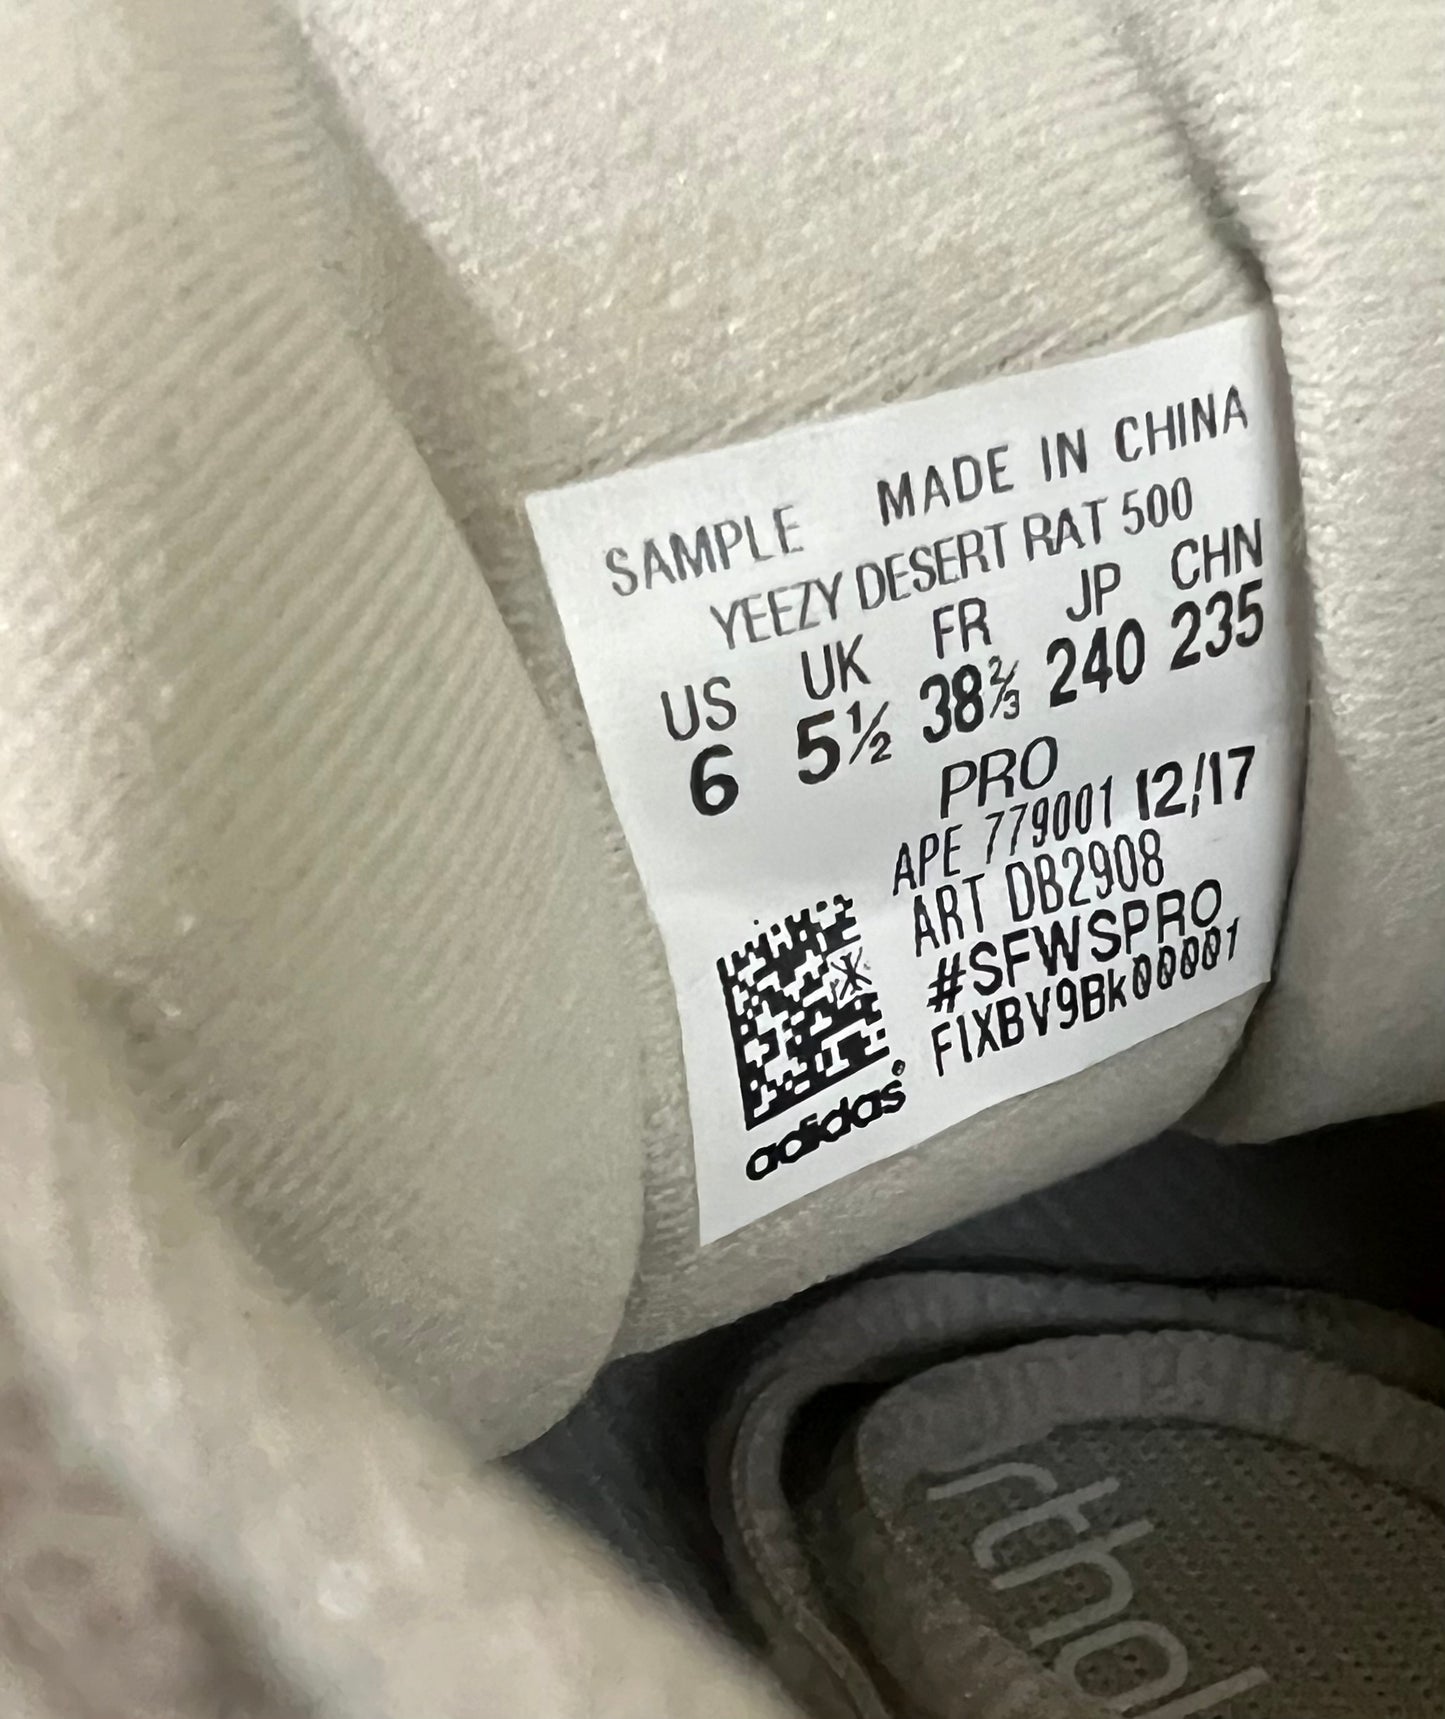 SAMPLE MADE IN CHINA
YEEZY DESERT RAT 500
US UK FR JP CHN
6 5½ 38⅔ 240 235
PRO
APE 779001 12/17
ART DB2908
#SFWSPRO
F1XBV9BK00001
adidas®